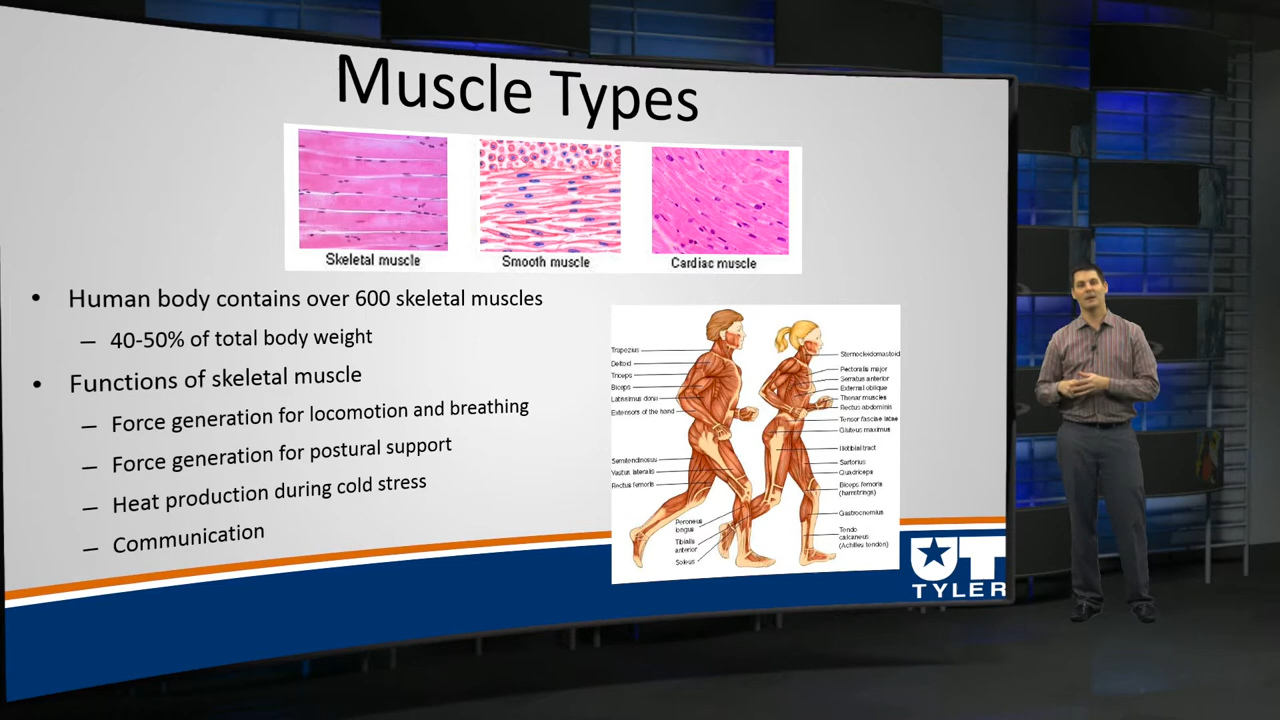 Muscle Types
Skeletal muscle
Smooth muscle
Cardiac muscle
• Human body contains over 600 skeletal muscles
– 40-50% of total body weight
• Functions of skeletal muscle
– Force generation for locomotion and breathing
– Force generation for postural support
– Heat production during cold stress
– Communication
Trapezius
Deltoid
Triceps
Biceps
Latissimus dorsi
Extensors of the hand
Semitendinosus
Vastus lateralis
Rectus femoris
Peroneus
longus
Tibialis
anterior
Soleus
Sternocleidomastoid
Pectoralis major
Serratus anterior
External oblique
Thenar muscles
Rectus abdominis
Tensor fasciae latae
Gluteus maximus
Iliotibial tract
Sartorius
Quadriceps
Biceps femoris
(hamstrings)
Gastrocnemius
Tendo
calcaneus
(Achilles tendon)
UT
TYLER